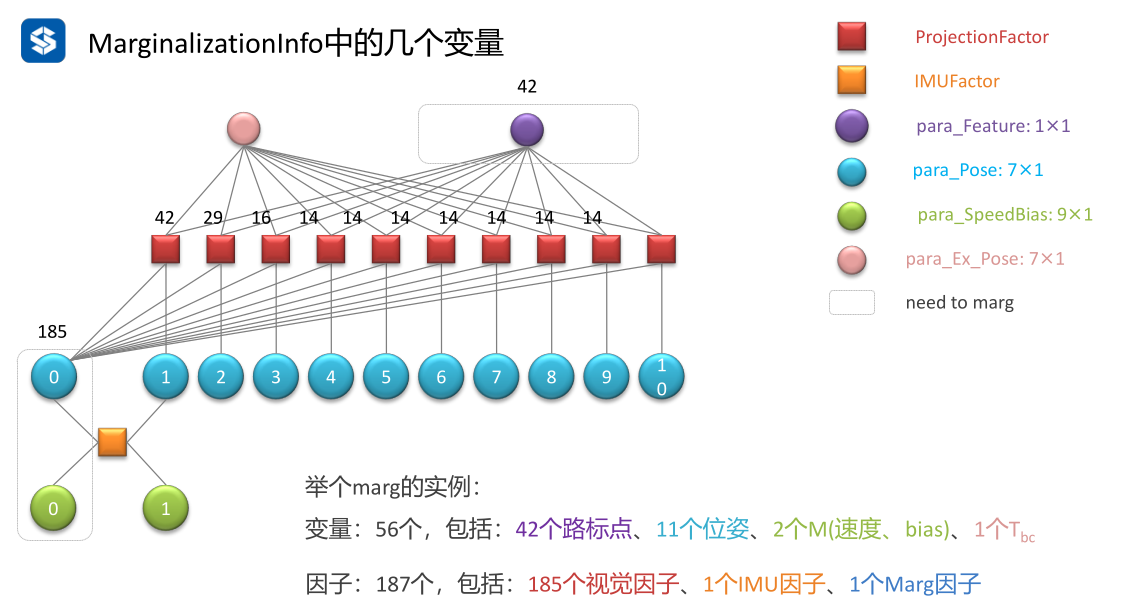 MarginalizationInfo中的几个变量
ProjectionFactor
IMUFactor
para_Feature: 1×1
para_Pose: 7×1
para_SpeedBias: 9×1
para_Ex_Pose: 7×1
need to marg
42
42 29 16 14 14 14 14 14 14 14
185
0 1 2 3 4 5 6 7 8 9 10
0 1
举个marg的实例：
变量：56个，包括：42个路标点、11个位姿、2个M(速度、bias)、1个Tbc
因子：187个，包括：185个视觉因子、1个IMU因子、1个Marg因子